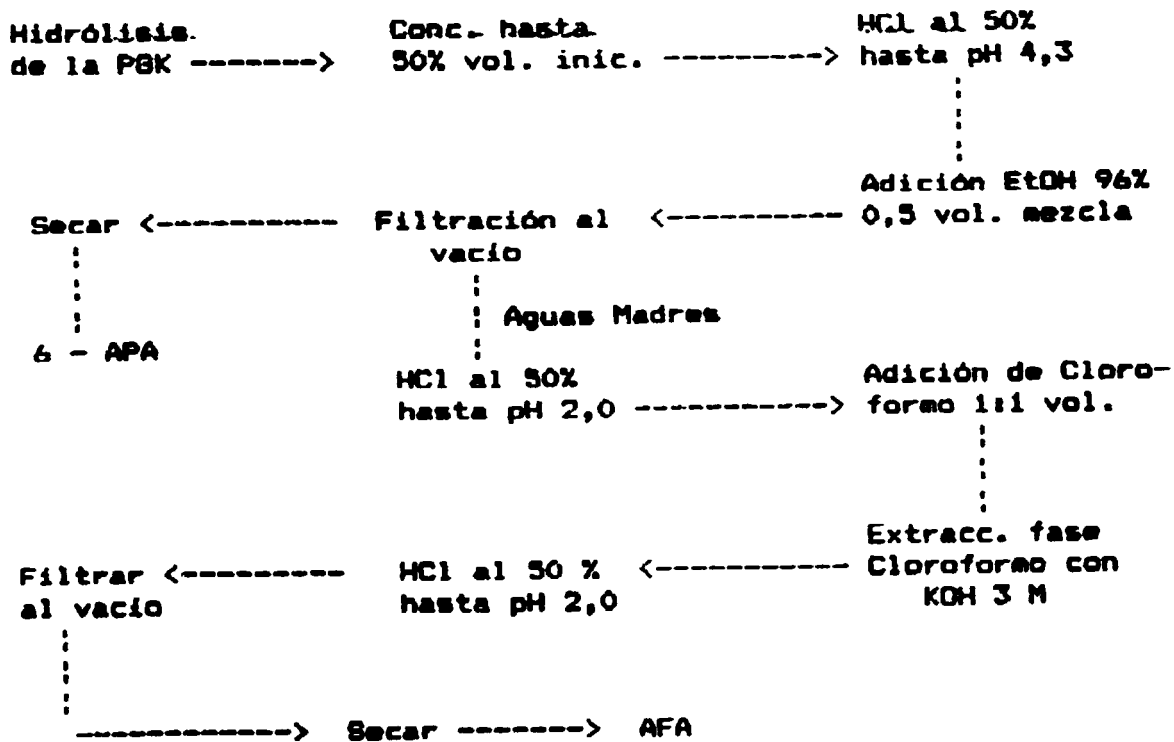 Hidrólisis.
de la PGK ------->
Conc. hasta
50% vol. inic. -------->
HCl al 50%
hasta pH 4,3
Adición EtOH 96%
0,5 vol. mezcla
<---------
Filtración al
vacío
Secar <---------
6 - APA
Aguas Madres
HCl al 50%
hasta pH 2,0 ---------->
Adición de Cloro-
formo 1:1 vol.
Extracc. fase
Cloroformo con
KOH 3 M
<----------
HCl al 50 %
hasta pH 2,0
Filtrar <---------
al vacío
-----------> Secar -------> AFA